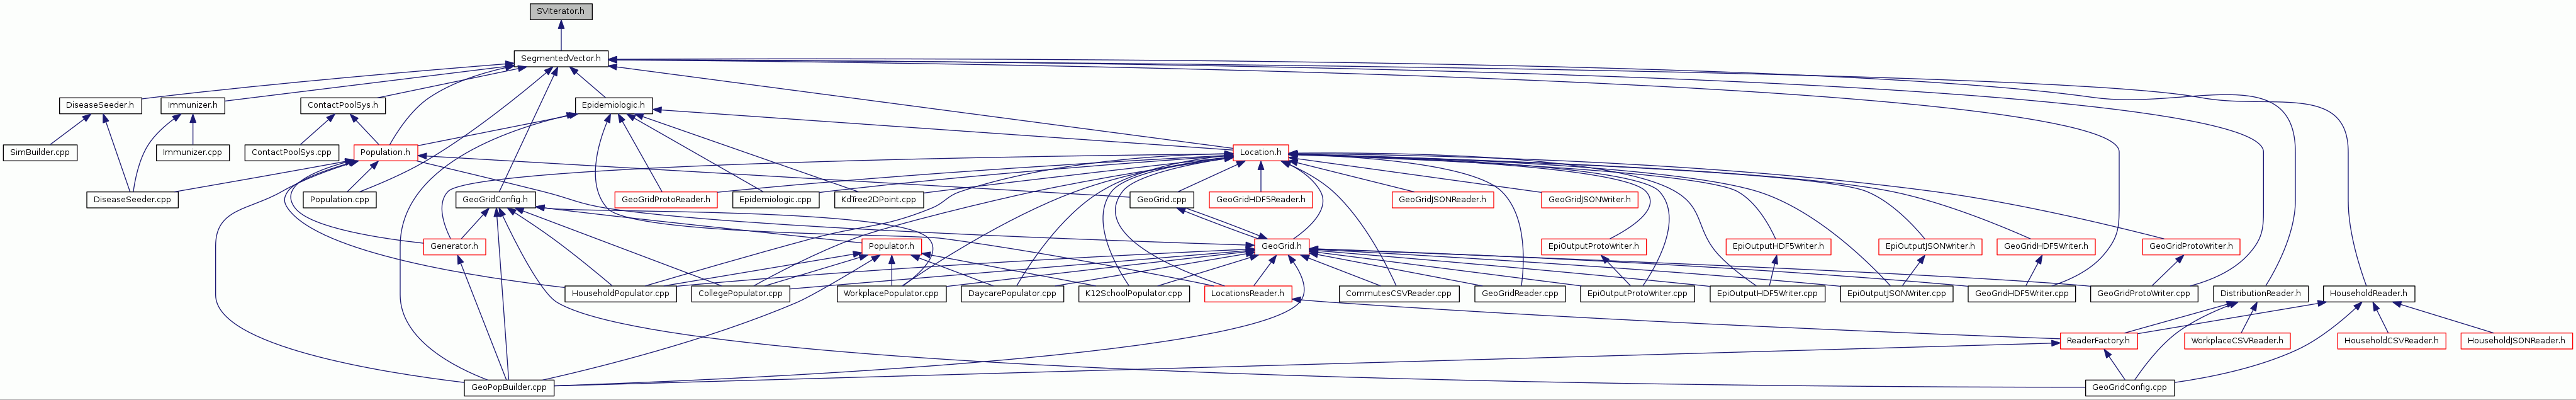 SVIterator.h
SegmentedVector.h
DiseaseSeeder.h
Immunizer.h
ContactPoolSys.h
Epidemiologic.h
SimBuilder.cpp
Immunizer.cpp
ContactPoolSys.cpp
Population.h
Location.h
DiseaseSeeder.cpp
Population.cpp
GeoGridConfig.h
GeoGridProtoReader.h
Epidemiologic.cpp
KdTree2DPoint.cpp
GeoGrid.cpp
GeoGridHDF5Reader.h
GeoGridJSONReader.h
GeoGridJSONWriter.h
Generator.h
Populator.h
GeoGrid.h
EpiOutputProtoWriter.h
EpiOutputHDF5Writer.h
EpiOutputJSONWriter.h
GeoGridHDF5Writer.h
GeoGridProtoWriter.h
HouseholdPopulator.cpp
CollegePopulator.cpp
WorkplacePopulator.cpp
DaycarePopulator.cpp
K12SchoolPopulator.cpp
LocationsReader.h
CommutesCSVReader.cpp
GeoGridReader.cpp
EpiOutputProtoWriter.cpp
EpiOutputHDF5Writer.cpp
EpiOutputJSONWriter.cpp
GeoGridHDF5Writer.cpp
GeoGridProtoWriter.cpp
DistributionReader.h
HouseholdReader.h
ReaderFactory.h
WorkplaceCSVReader.h
HouseholdCSVReader.h
HouseholdJSONReader.h
GeoPopBuilder.cpp
GeoGridConfig.cpp